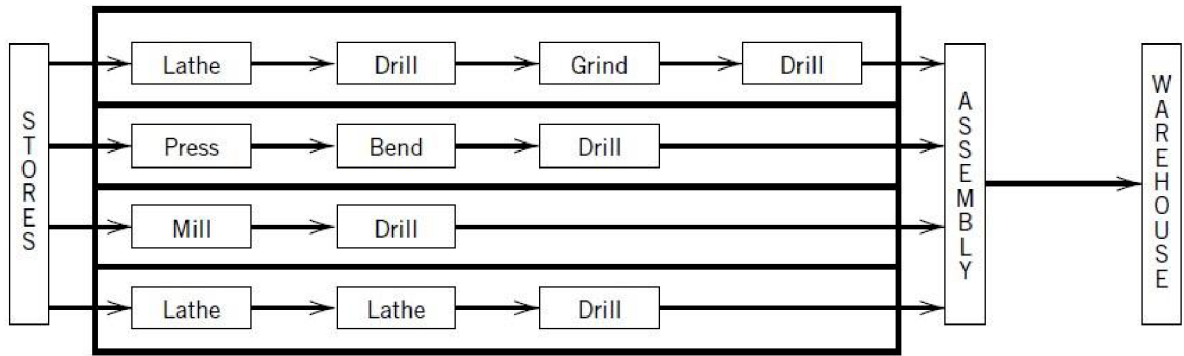 STORES
Lathe
Drill
Grind
Drill
Press
Bend
Drill
Mill
Drill
Lathe
Lathe
Drill
ASSEMBLY
WAREHOUSE